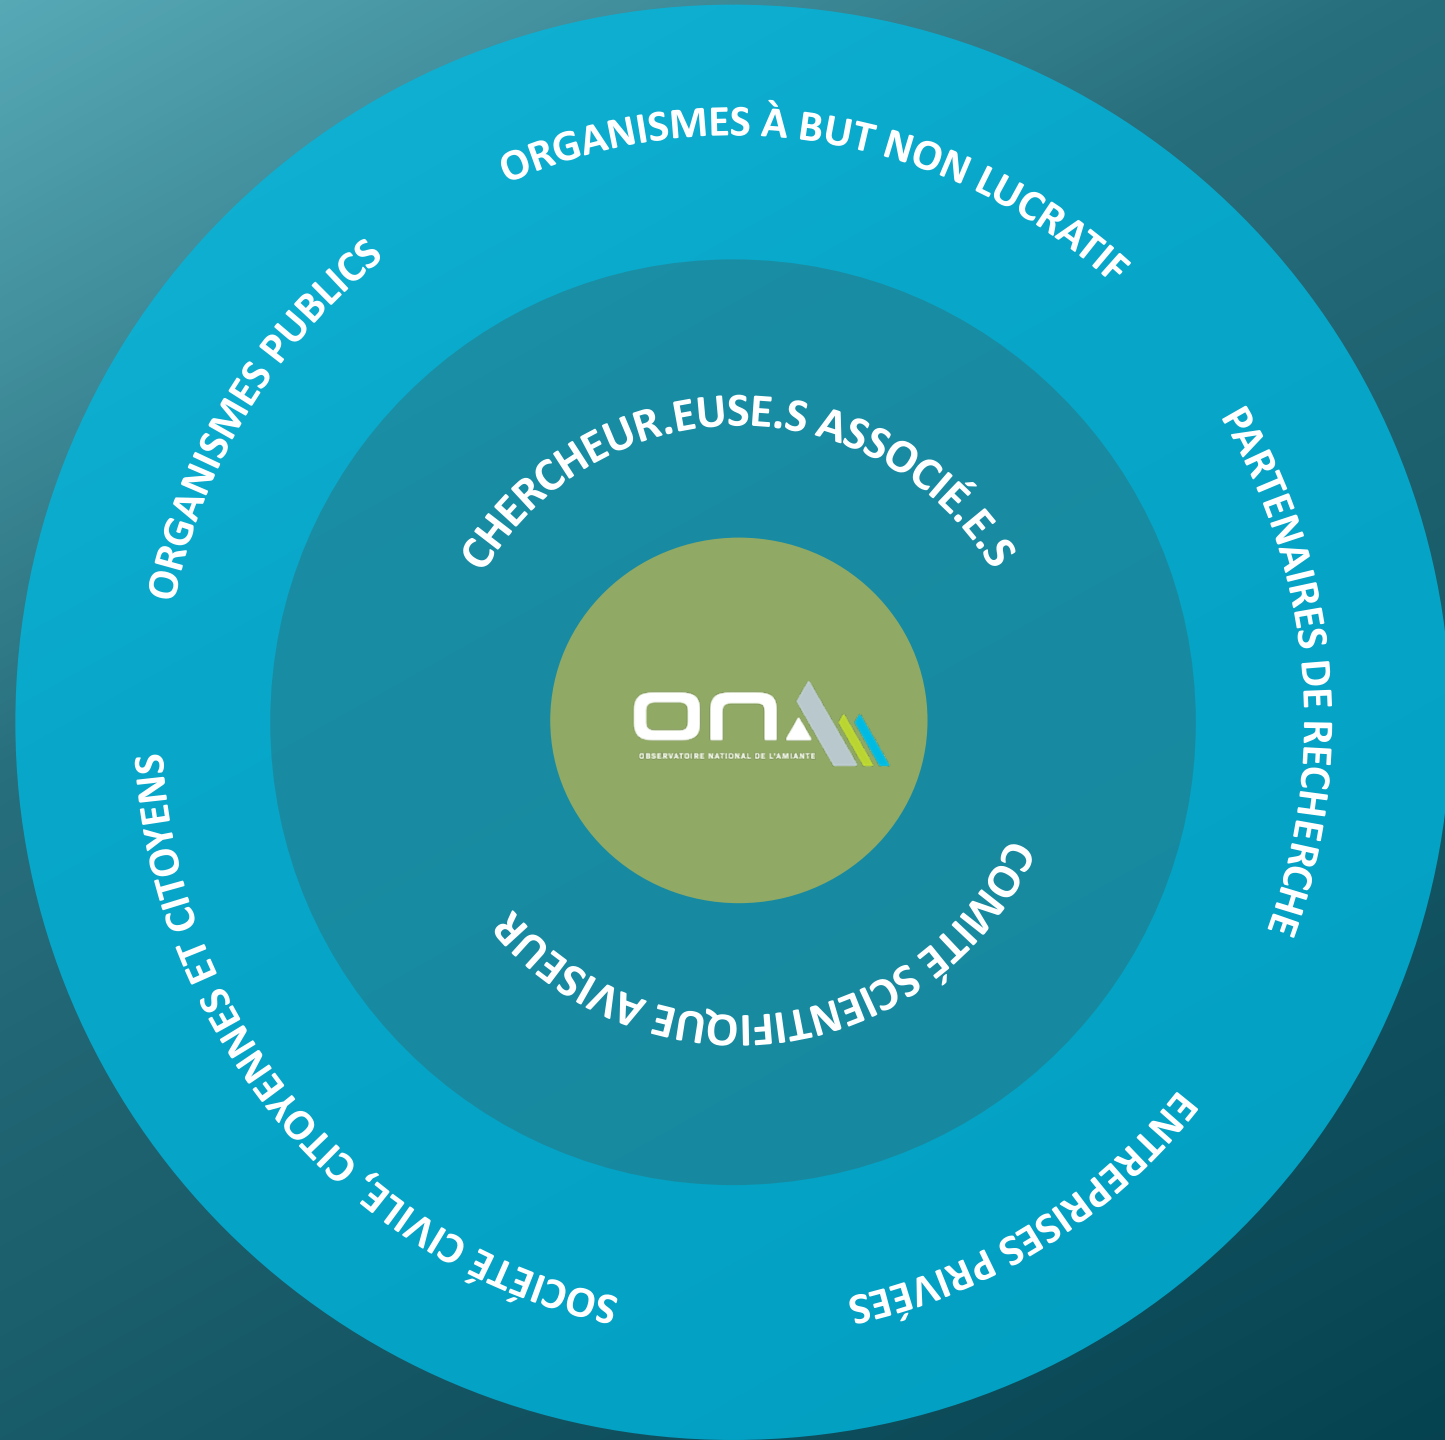 ORGANISMES À BUT NON LUCRATIF
PARTENAIRES DE RECHERCHE
ENTREPRISES PRIVÉES
SOCIÉTÉ CIVILE, CITOYENNES ET CITOYENS
ORGANISMES PUBLICS
CHERCHEUR.EUSE.S ASSOCIÉ.E.S
COMITÉ SCIENTIFIQUE AVISEUR
ONA
OBSERVATOIRE NATIONAL DE L'AMIANTE